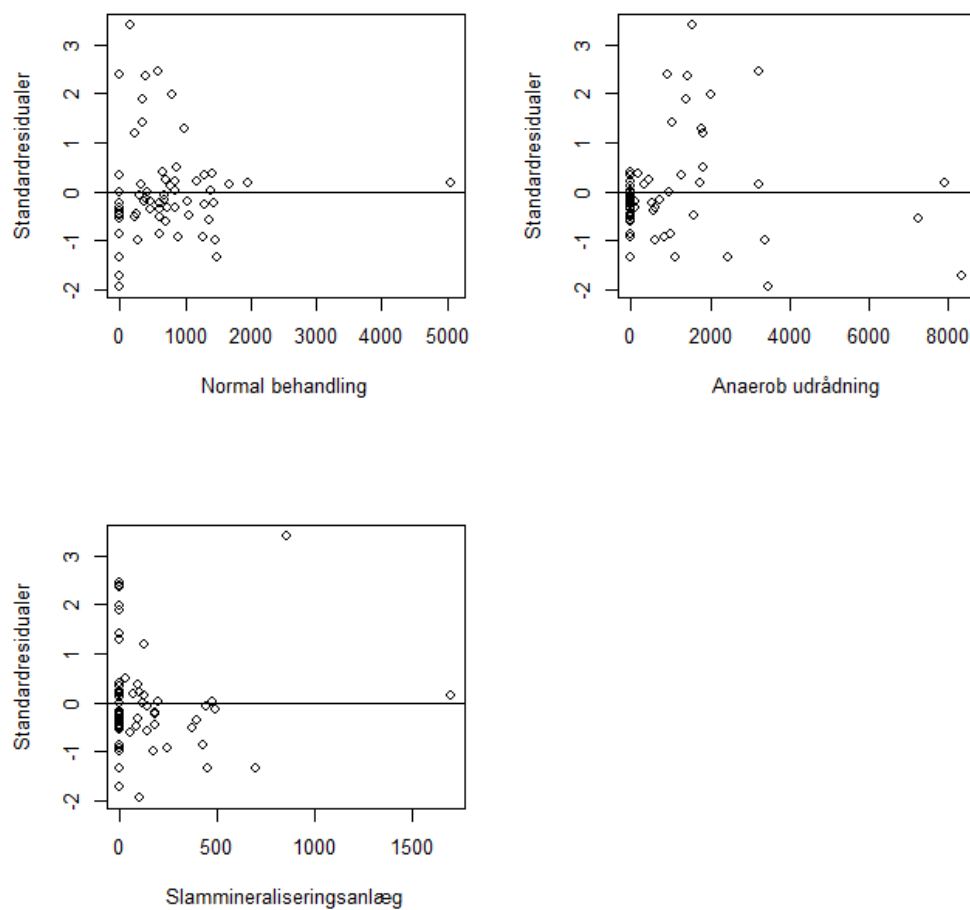 Standardresidualer
3
2
1
0
-1
-2
0 1000 2000 3000 4000 5000
Normal behandling
Standardresidualer
3
2
1
0
-1
-2
0 2000 4000 6000 8000
Anaerob udrådning
Standardresidualer
3
2
1
0
-1
-2
0 500 1000 1500
Slammineraliseringsanlæg